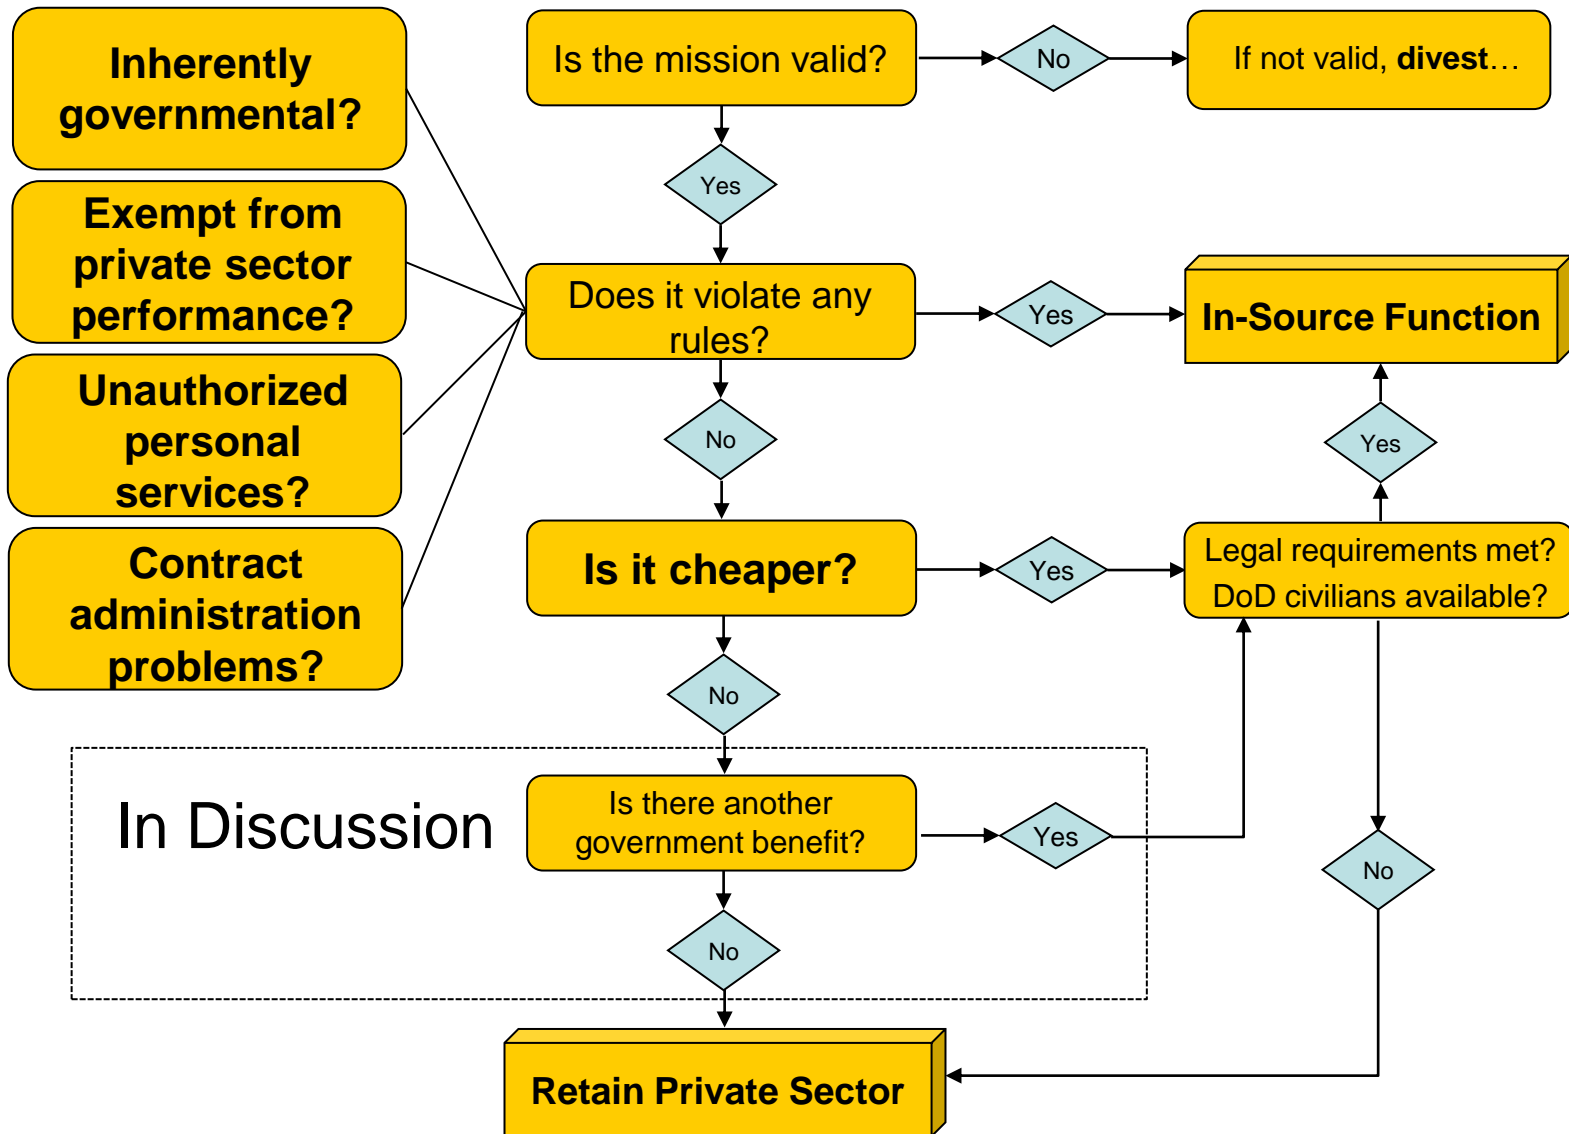 Inherently
governmental?
Exempt from
private sector
performance?
Unauthorized
personal
services?
Contract
administration
problems?
Is the mission valid?
No
If not valid, divest…
Yes
Does it violate any
rules?
Yes
In-Source Function
No
Yes
Is it cheaper?
Yes
Legal requirements met?
DoD civilians available?
No
In Discussion
Is there another
government benefit?
Yes
No
No
Retain Private Sector